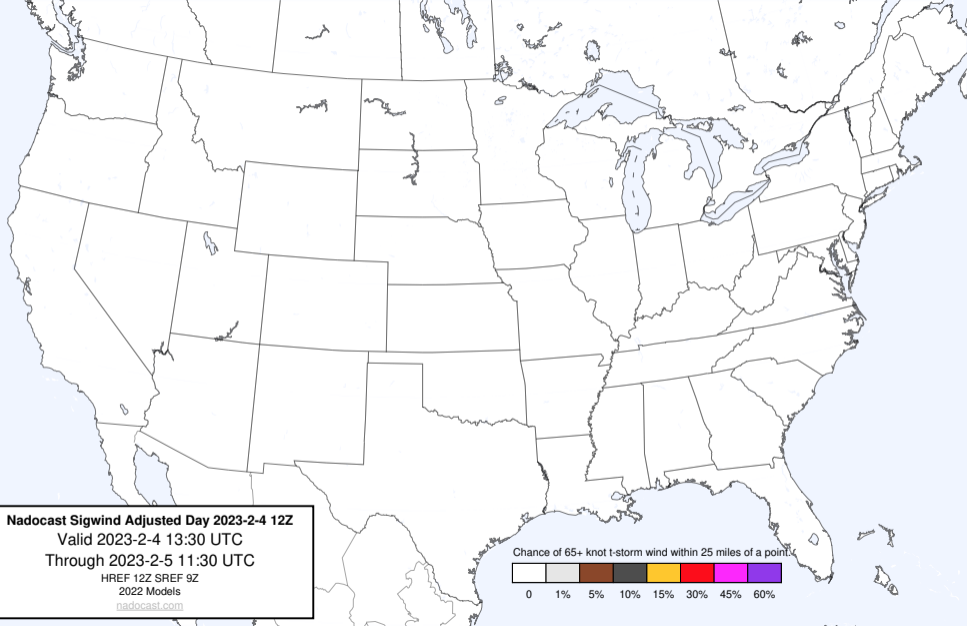 Nadocast Sigwind Adjusted Day 2023-2-4 12Z
Valid 2023-2-4 13:30 UTC
Through 2023-2-5 11:30 UTC
HREF 12Z SREF 9Z
2022 Models
nadocast.com
Chance of 65+ knot t-storm wind within 25 miles of a point.
0 1% 5% 10% 15% 30% 45% 60%